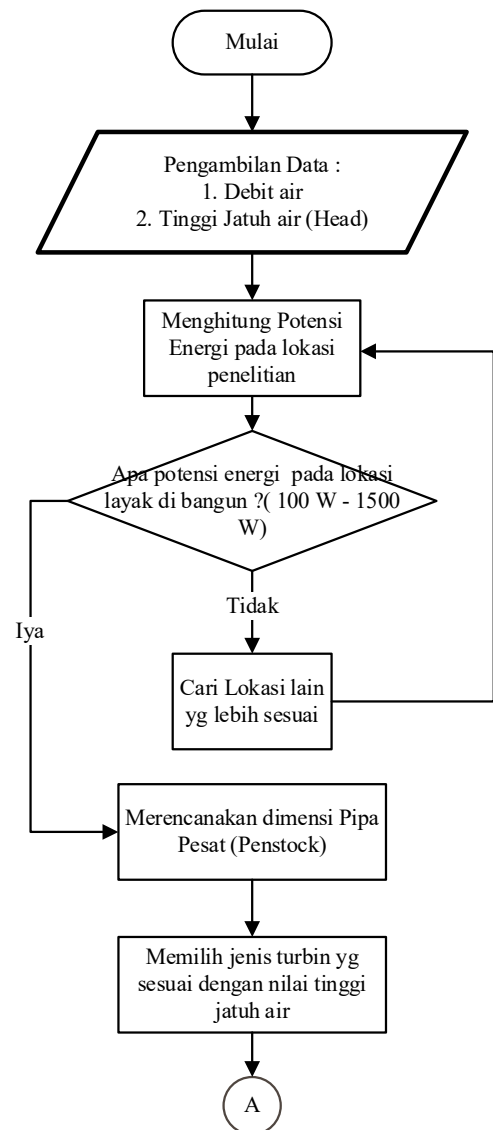 Mulai
Pengambilan Data :
1. Debit air
2. Tinggi Jatuh air (Head)
Menghitung Potensi
Energi pada lokasi
penelitian
Apa potensi energi  pada lokasi
layak di bangun ?( 100 W - 1500
W)
Tidak
Iya
Cari Lokasi lain
yg lebih sesuai
Merencanakan dimensi Pipa
Pesat (Penstock)
Memilih jenis turbin yg
sesuai dengan nilai tinggi
jatuh air
A